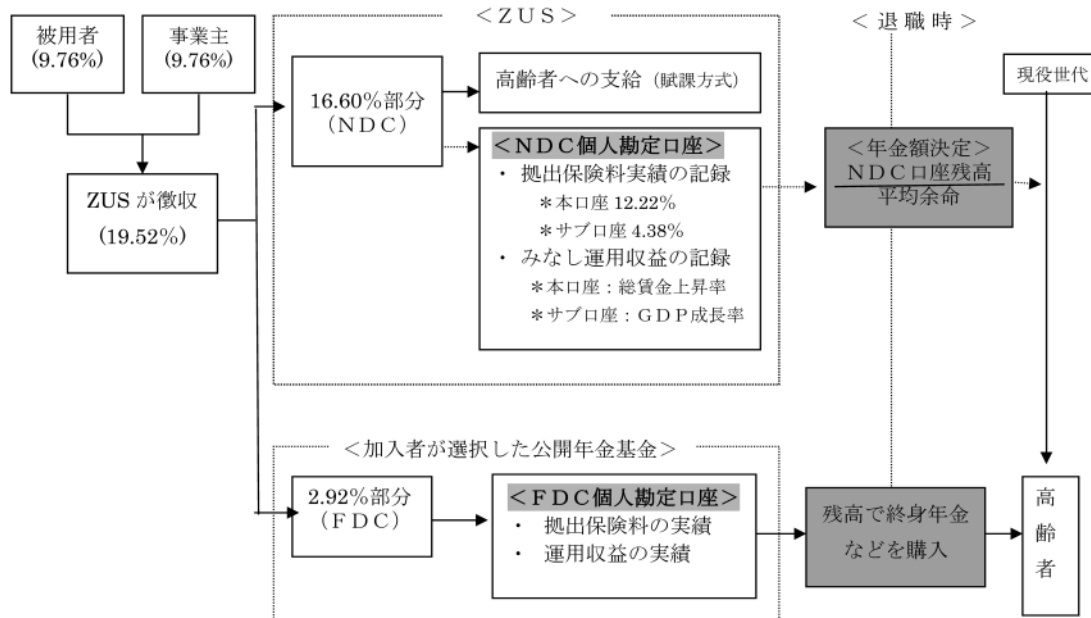 ＜ＺＵＳ＞
＜ 退 職 時 ＞
被用者
(9.76%)
事業主
(9.76%)
ZUS が徴収
(19.52%)
16.60%部分
（ＮＤＣ）
高齢者への支給（賦課方式）
＜ＮＤＣ個人勘定口座＞
・ 拠出保険料実績の記録
＊本口座 12.22%
＊サブ口座 4.38%
・ みなし運用収益の記録
＊本口座：総賃金上昇率
＊サブ口座：ＧＤＰ成長率
＜年金額決定＞
ＮＤＣ口座残高
平均余命
現役世代
＜加入者が選択した公開年金基金＞
2.92%部分
（ＦＤＣ）
＜ＦＤＣ個人勘定口座＞
・ 拠出保険料の実績
・ 運用収益の実績
残高で終身年金
などを購入
高
齢
者